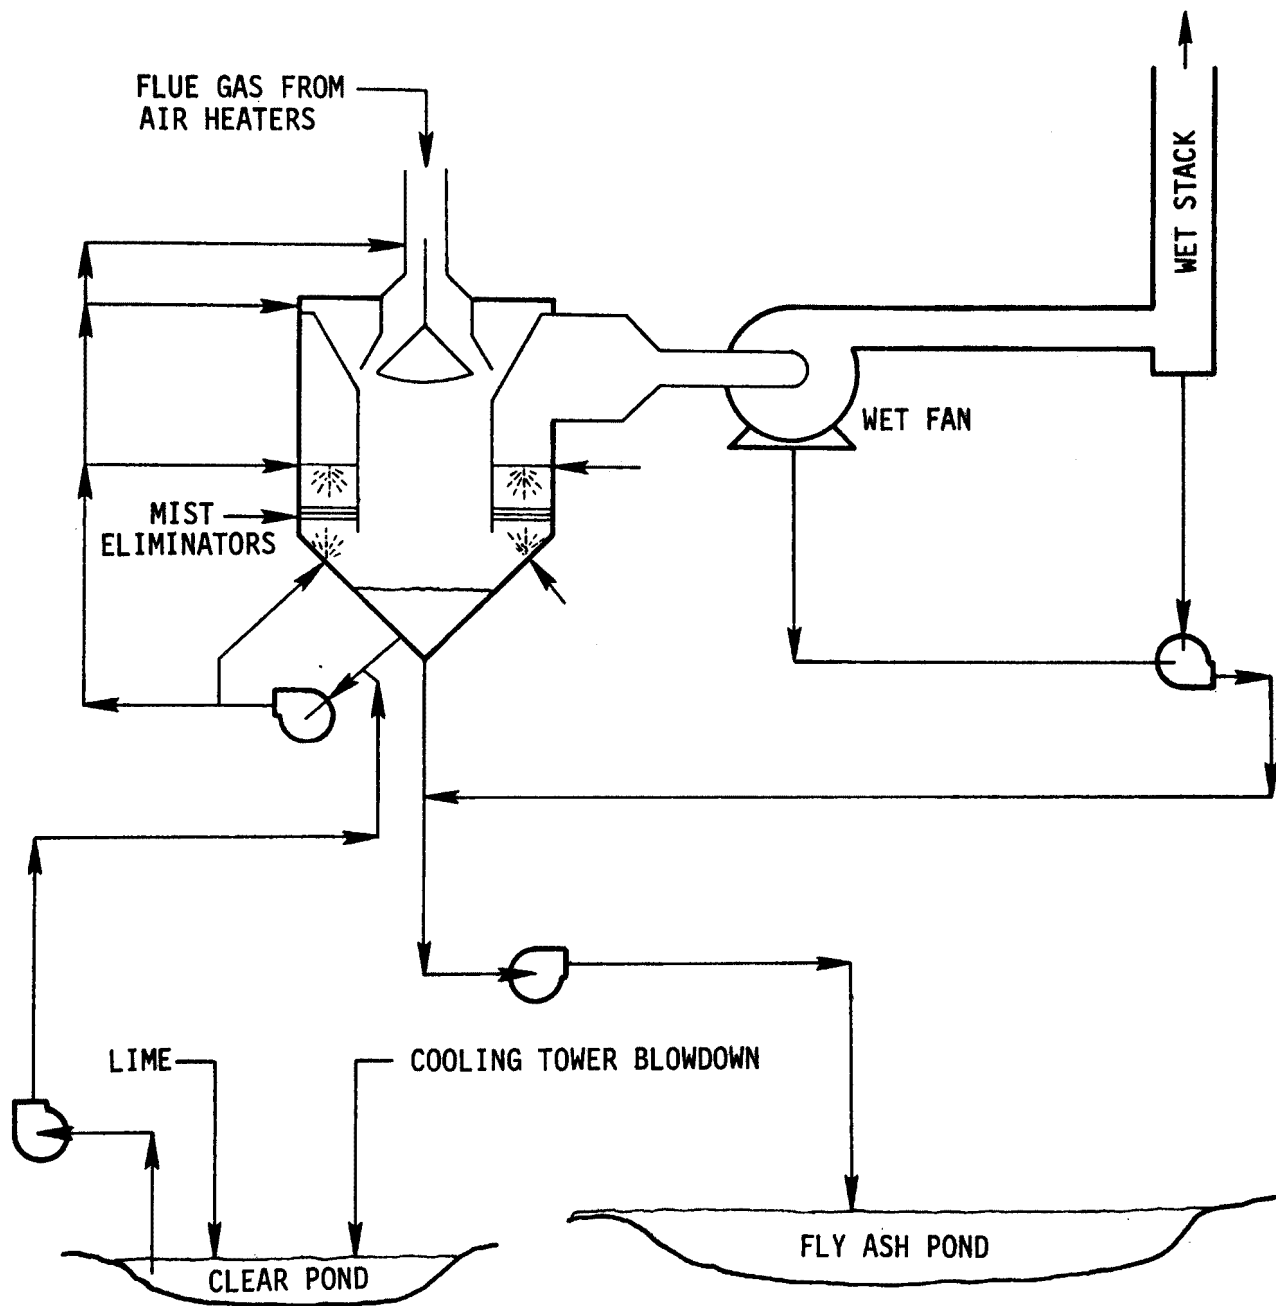 FLUE GAS FROM
AIR HEATERS
WET STACK
WET FAN
MIST
ELIMINATORS
LIME
COOLING TOWER BLOWDOWN
CLEAR POND
FLY ASH POND